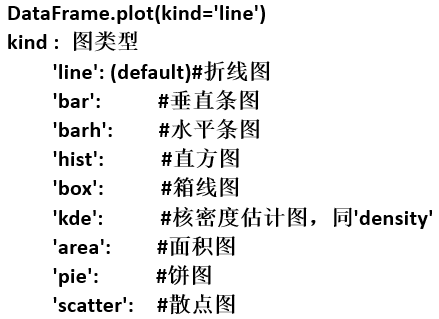 DataFrame.plot(kind='line')
kind : 图类型
'line': (default)#折线图
'bar': #垂直条图
'barh': #水平条图
'hist': #直方图
'box': #箱线图
'kde': #核密度估计图，同'density'
'area': #面积图
'pie': #饼图
'scatter': #散点图